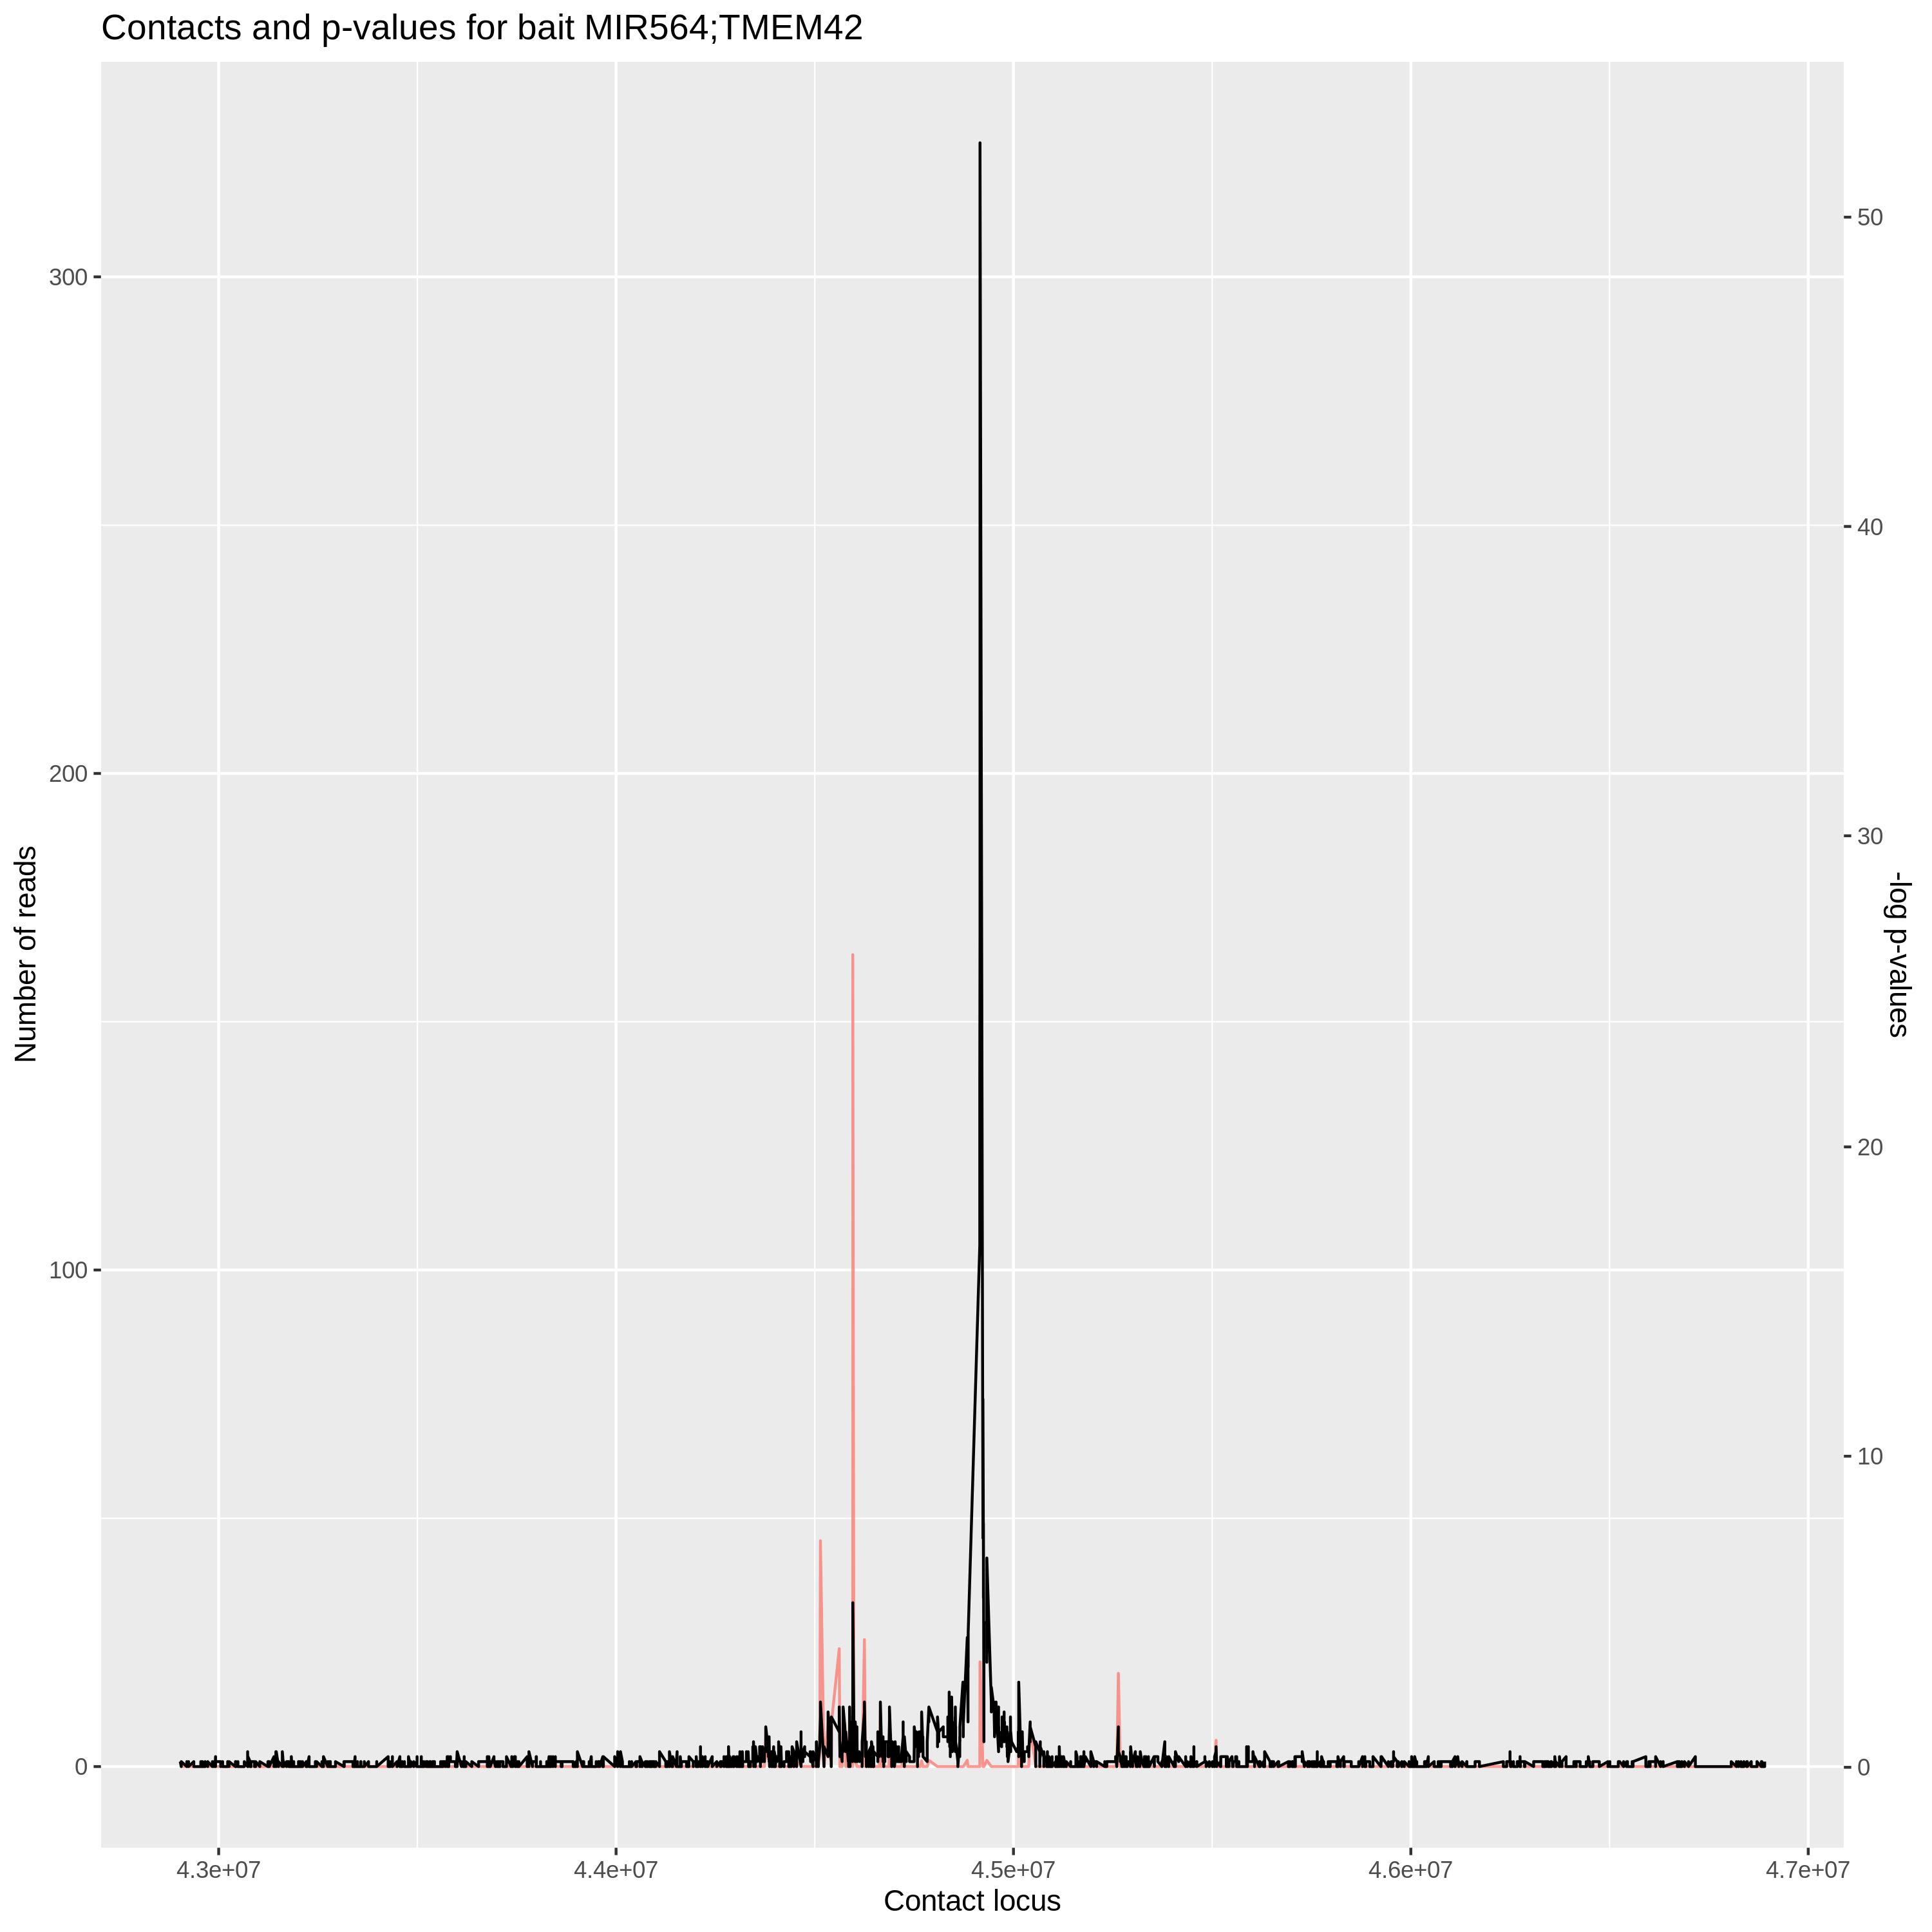 Contacts and p-values for bait MIR564;TMEM42
300
200
100
0
Number of reads
50
40
30
20
10
0
-log p-values
4.3e+07 4.4e+07 4.5e+07 4.6e+07 4.7e+07
Contact locus